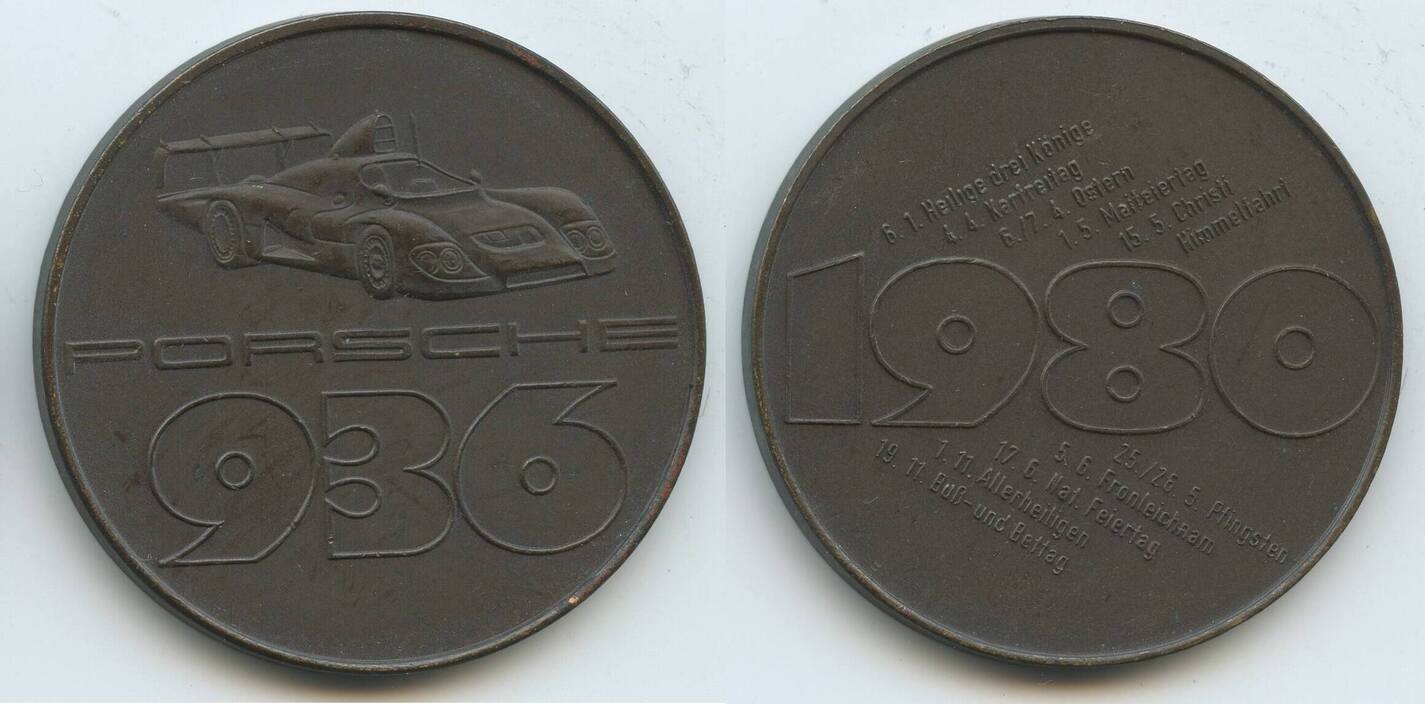 PORSCHE
936
6. 1. Heilige drei Könige
4. 4. Karfreitag
6./7. 4. Ostern
1. 5. Maifeiertag
15. 5. Christi
Himmelfahrt
1980
25./26. 5. Pfingsten
5. 6. Fronleichnam
17. 6. Nat. Feiertag
1. 11. Allerheiligen
19. 11. Buß- und Bettag